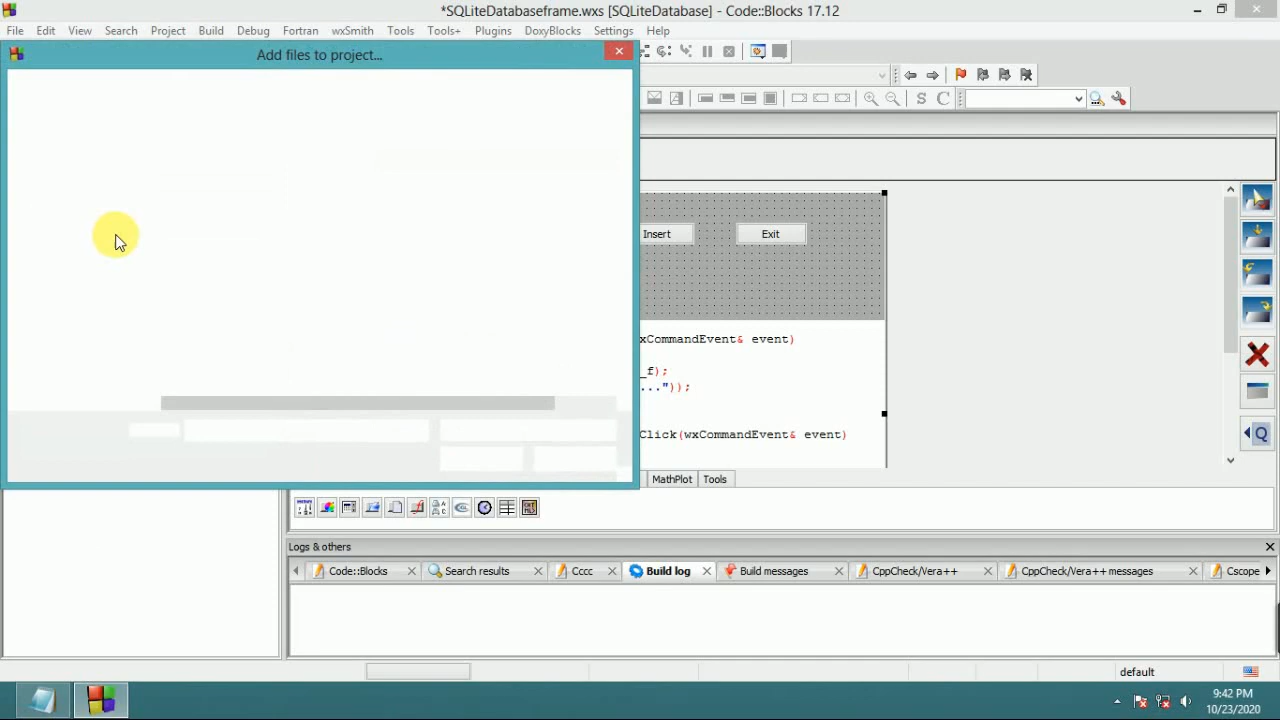 *SQLiteDatabaseframe.wxs [SQLiteDatabase] - Code::Blocks 17.12
File Edit View Search Project Build Debug Fortran wxSmith Tools Tools+ Plugins DoxyBlocks Settings Help
Add files to project...
S C
Insert Exit
xCommandEvent& event)
_f);
..."));
Click(wxCommandEvent& event)
Q
MathPlot Tools
Logs & others
Code::Blocks Search results Cccc Build log Build messages CppCheck/Vera++ CppCheck/Vera++ messages Cscope
default
9:42 PM
10/23/2020